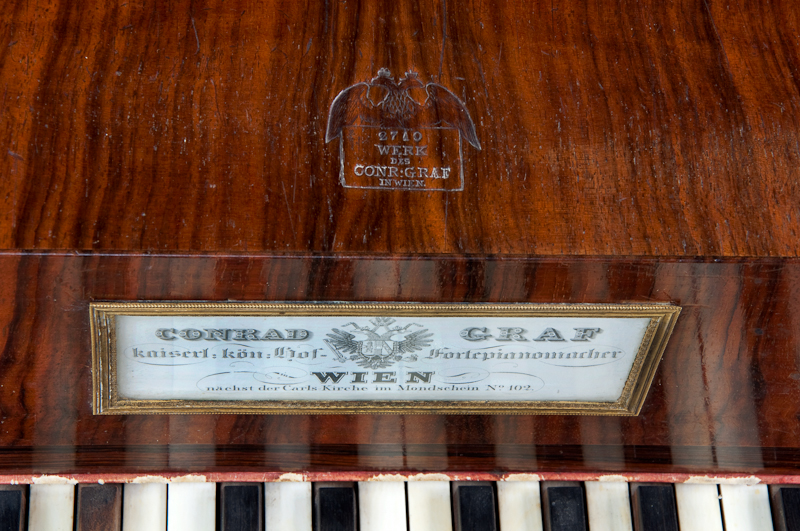 2710
WERK
DES
CONR: GRAF
IN WIEN.
CONRAD GRAF
kaiserl: kön: Hof- Fortepianomacher
WIEN
nächst der Carls Kirche im Mondschein No. 102.